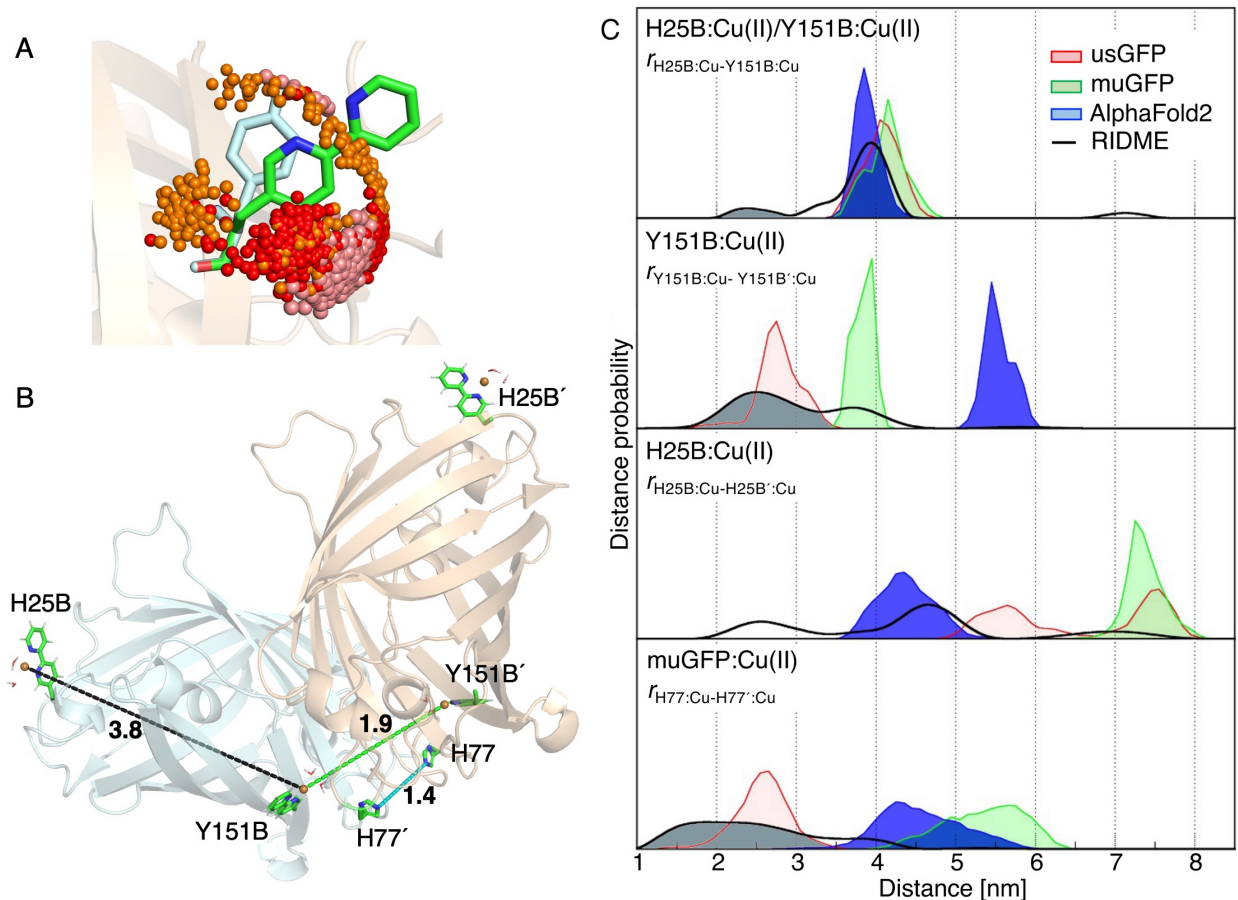 A
B
H25B´
H25B
3.8
Y151B´
1.9
H77
1.4
Y151B
H77´
C
H25B:Cu(II)/Y151B:Cu(II)
rH25B:Cu-Y151B:Cu
usGFP
muGFP
AlphaFold2
RIDME
Y151B:Cu(II)
rY151B:Cu- Y151B´:Cu
H25B:Cu(II)
rH25B:Cu-H25B´:Cu
muGFP:Cu(II)
rH77:Cu-H77´:Cu
Distance probability
1 2 3 4 5 6 7 8
Distance [nm]